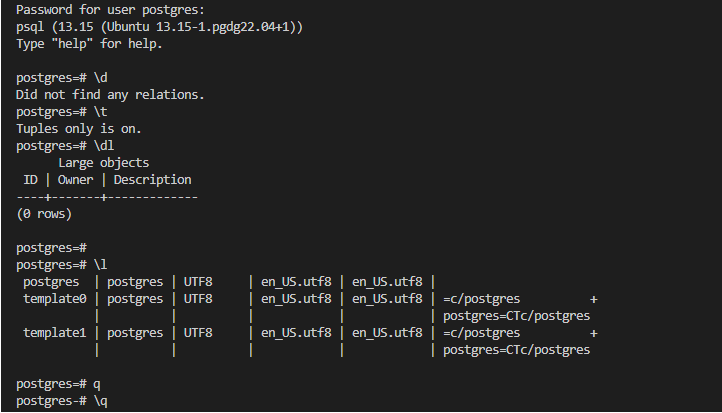 Password for user postgres:
psql (13.15 (Ubuntu 13.15-1.pgdg22.04+1))
Type "help" for help.

postgres=# \d
Did not find any relations.
postgres=# \t
Tuples only is on.
postgres=# \dl
      Large objects
 ID | Owner | Description
----+-------+-------------
(0 rows)

postgres=#
postgres=# \l
 postgres  | postgres | UTF8     | en_US.utf8 | en_US.utf8 |
 template0 | postgres | UTF8     | en_US.utf8 | en_US.utf8 | =c/postgres          +
           |          |          |            |            | postgres=CTc/postgres
 template1 | postgres | UTF8     | en_US.utf8 | en_US.utf8 | =c/postgres          +
           |          |          |            |            | postgres=CTc/postgres

postgres=# q
postgres-# \q